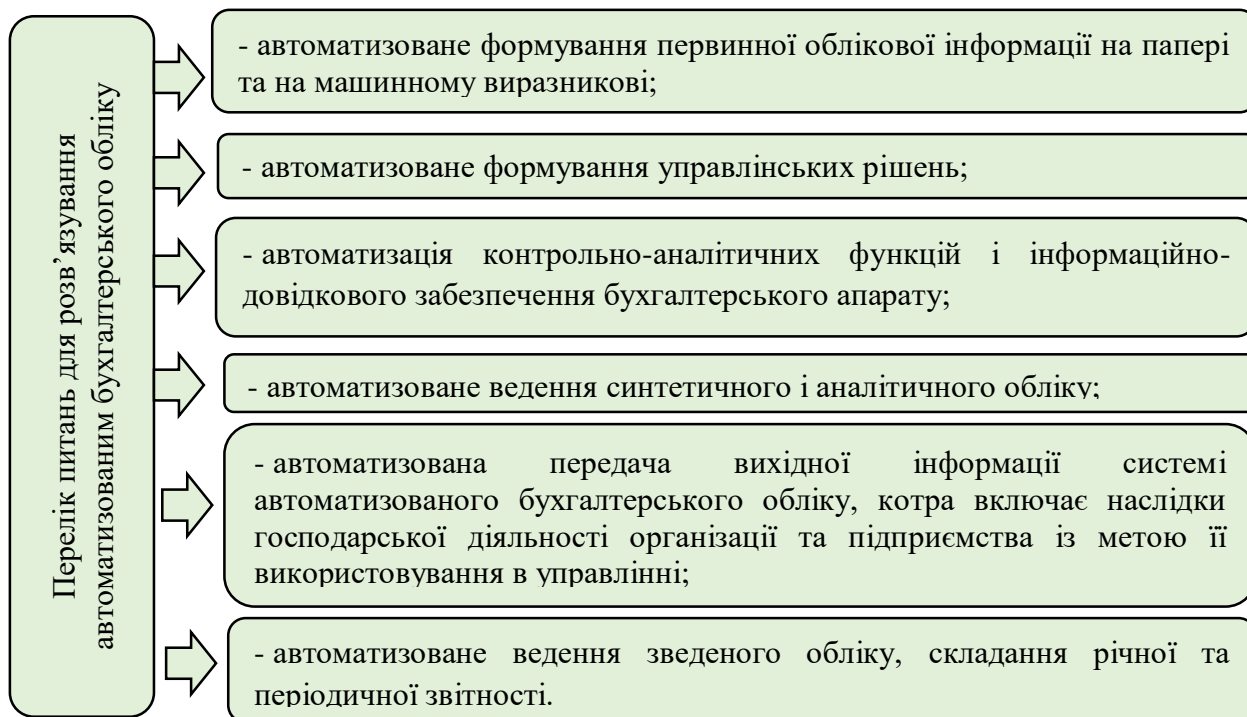 Перелік питань для розв’язування
автоматизованим бухгалтерського обліку
- автоматизоване формування первинної облікової інформації на папері
та на машинному виразникові;
- автоматизоване формування управлінських рішень;
- автоматизація контрольно-аналітичних функцій і інформаційно-
довідкового забезпечення бухгалтерського апарату;
- автоматизоване ведення синтетичного і аналітичного обліку;
- автоматизована передача вихідної інформації системі
автоматизованого бухгалтерського обліку, котра включає наслідки
господарської діяльності організації та підприємства із метою її
використовування в управлінні;
- автоматизоване ведення зведеного обліку, складання річної та
періодичної звітності.